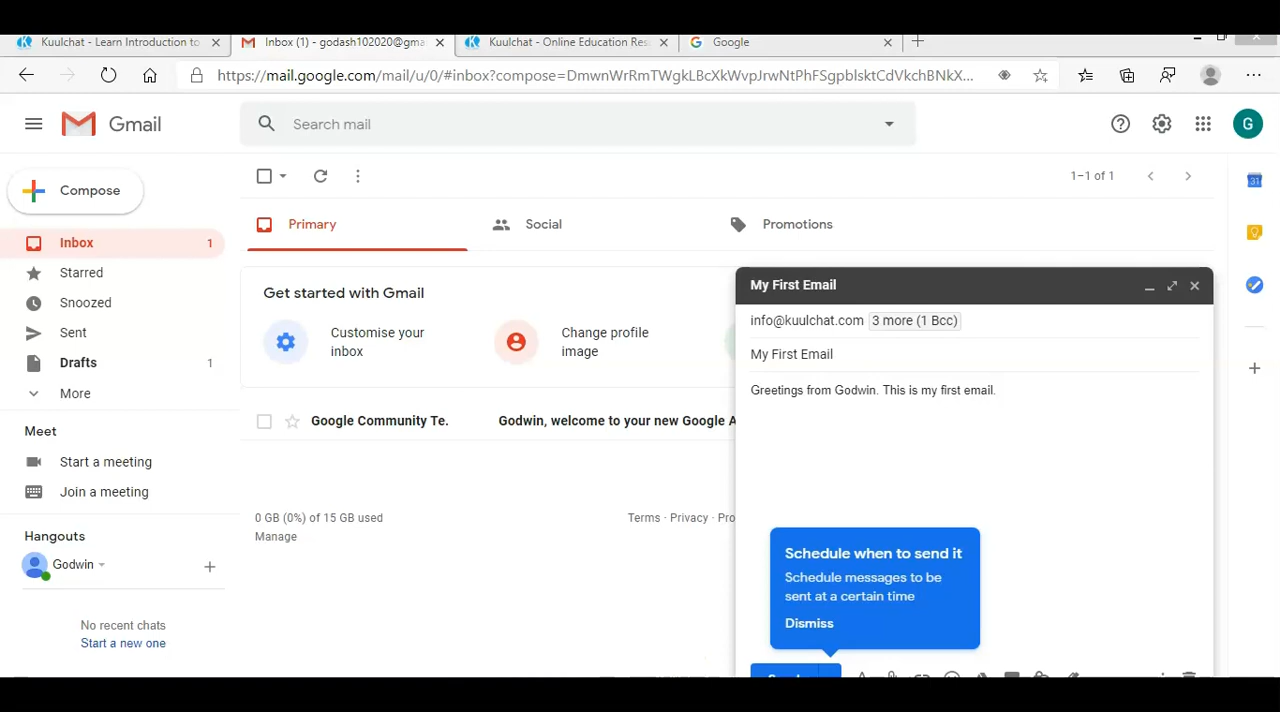 Kuulchat - Learn Introduction to
Inbox (1) - godash102020@gma
Kuulchat - Online Education Res
Google
https://mail.google.com/mail/u/0/#inbox?compose=DmwnWrRmTWgkLBcXkWvpJrwNtPhFSgpblsktCdVkchBNkX...
Gmail
Search mail
G
Compose
1–1 of 1
31
Primary
Social
Promotions
Inbox 1
Starred
Snoozed
Sent
Drafts 1
More
Get started with Gmail
Customise your
inbox
Change profile
image
Google Community Te. Godwin, welcome to your new Google A
My First Email
info@kuulchat.com 3 more (1 Bcc)
My First Email
Greetings from Godwin. This is my first email.
Meet
Start a meeting
Join a meeting
0 GB (0%) of 15 GB used
Manage
Terms · Privacy · Pro
Hangouts
Godwin
No recent chats
Start a new one
Schedule when to send it
Schedule messages to be
sent at a certain time
Dismiss